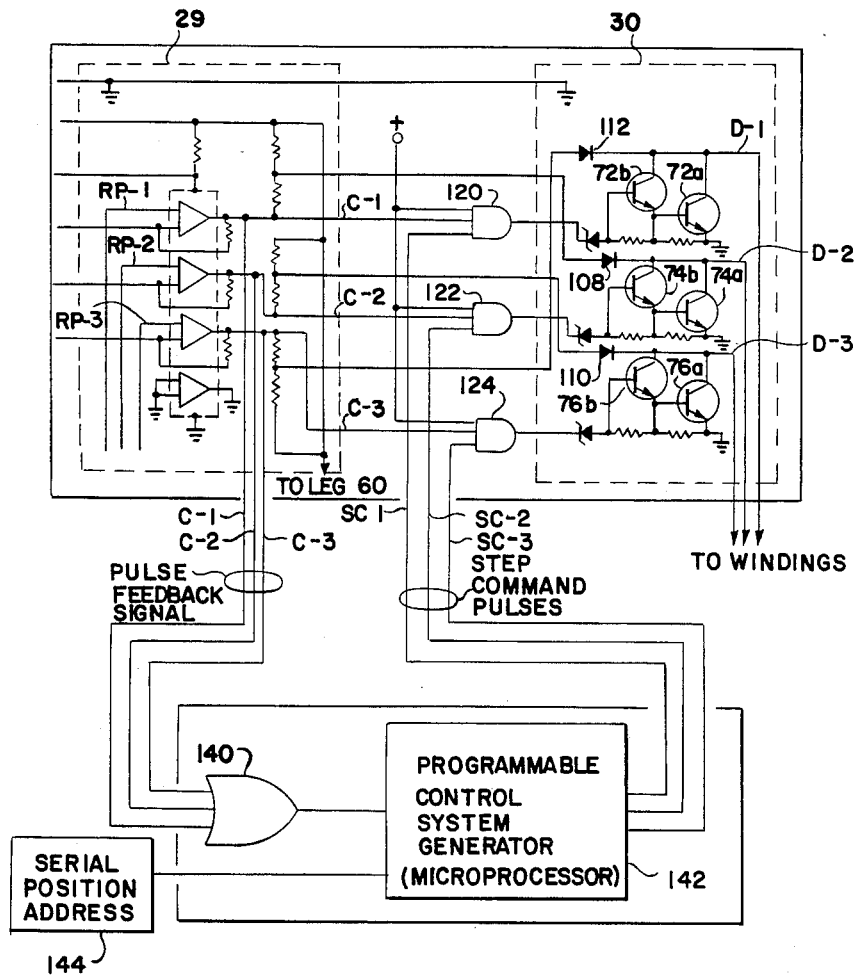 29
30
+
112
D-1
72b
72a
RP-1
C-1
120
RP-2
D-2
108
74b
74a
122
C-2
RP-3
D-3
110
76b
76a
124
C-3
TO LEG 60
C-1
SC 1
SC-2
C-2
C-3
SC-3
TO WINDINGS
PULSE
FEEDBACK
SIGNAL
STEP
COMMAND
PULSES
140
PROGRAMMABLE
CONTROL
SYSTEM
GENERATOR
(MICROPROCESSOR)
142
SERIAL
POSITION
ADDRESS
144